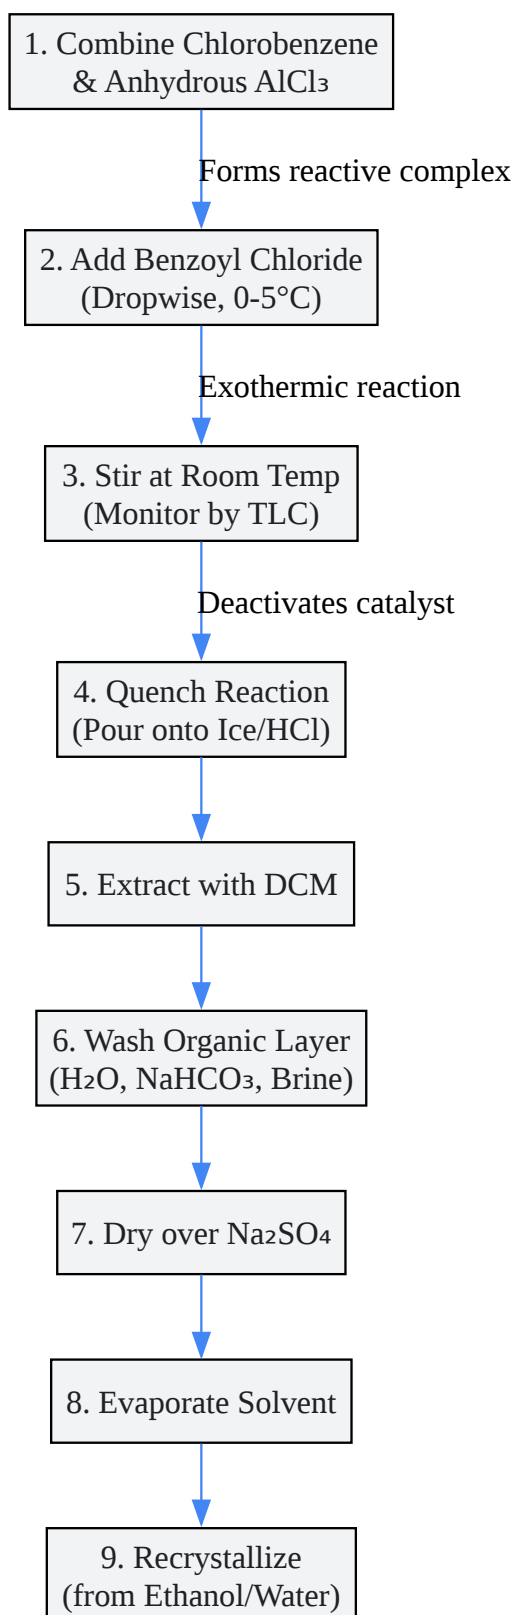 1. Combine Chlorobenzene
& Anhydrous AlCl₃
Forms reactive complex
2. Add Benzoyl Chloride
(Dropwise, 0-5°C)
Exothermic reaction
3. Stir at Room Temp
(Monitor by TLC)
Deactivates catalyst
4. Quench Reaction
(Pour onto Ice/HCl)
5. Extract with DCM
6. Wash Organic Layer
(H₂O, NaHCO₃, Brine)
7. Dry over Na₂SO₄
8. Evaporate Solvent
9. Recrystallize
(from Ethanol/Water)